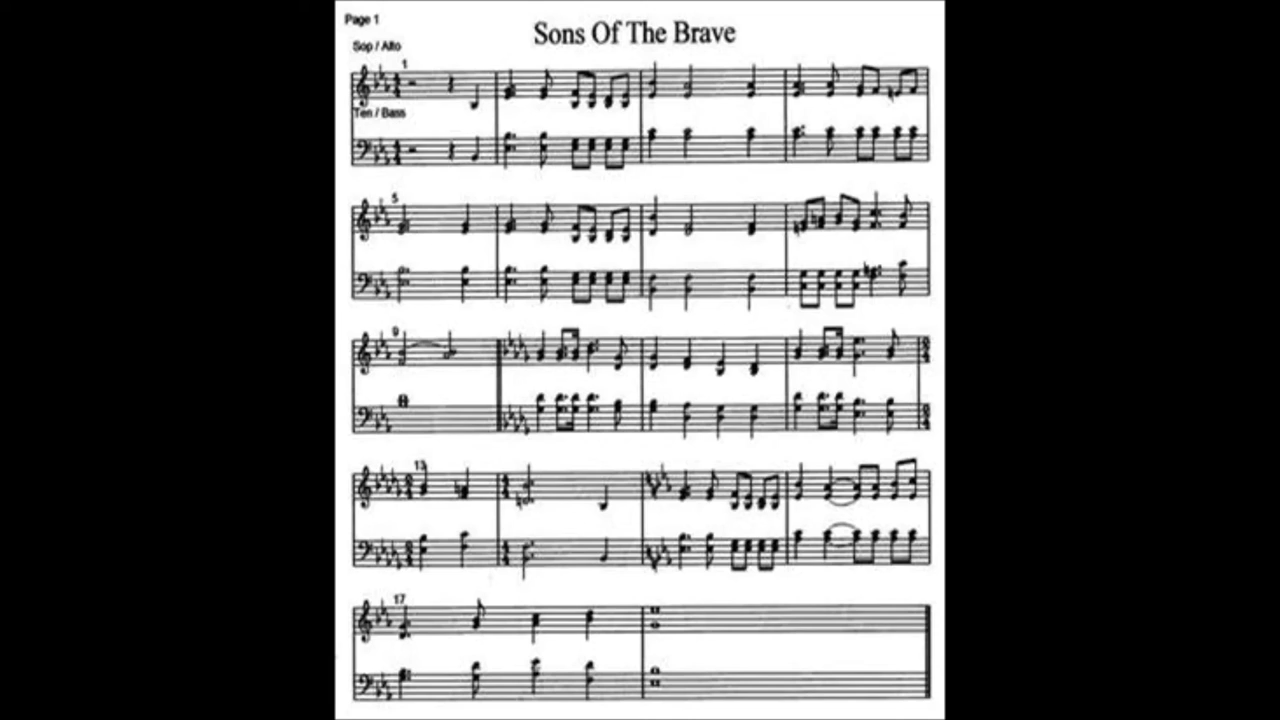 Page 1
Sons Of The Brave
Sop / Alto
1
Ten / Bass
5
9
13
17